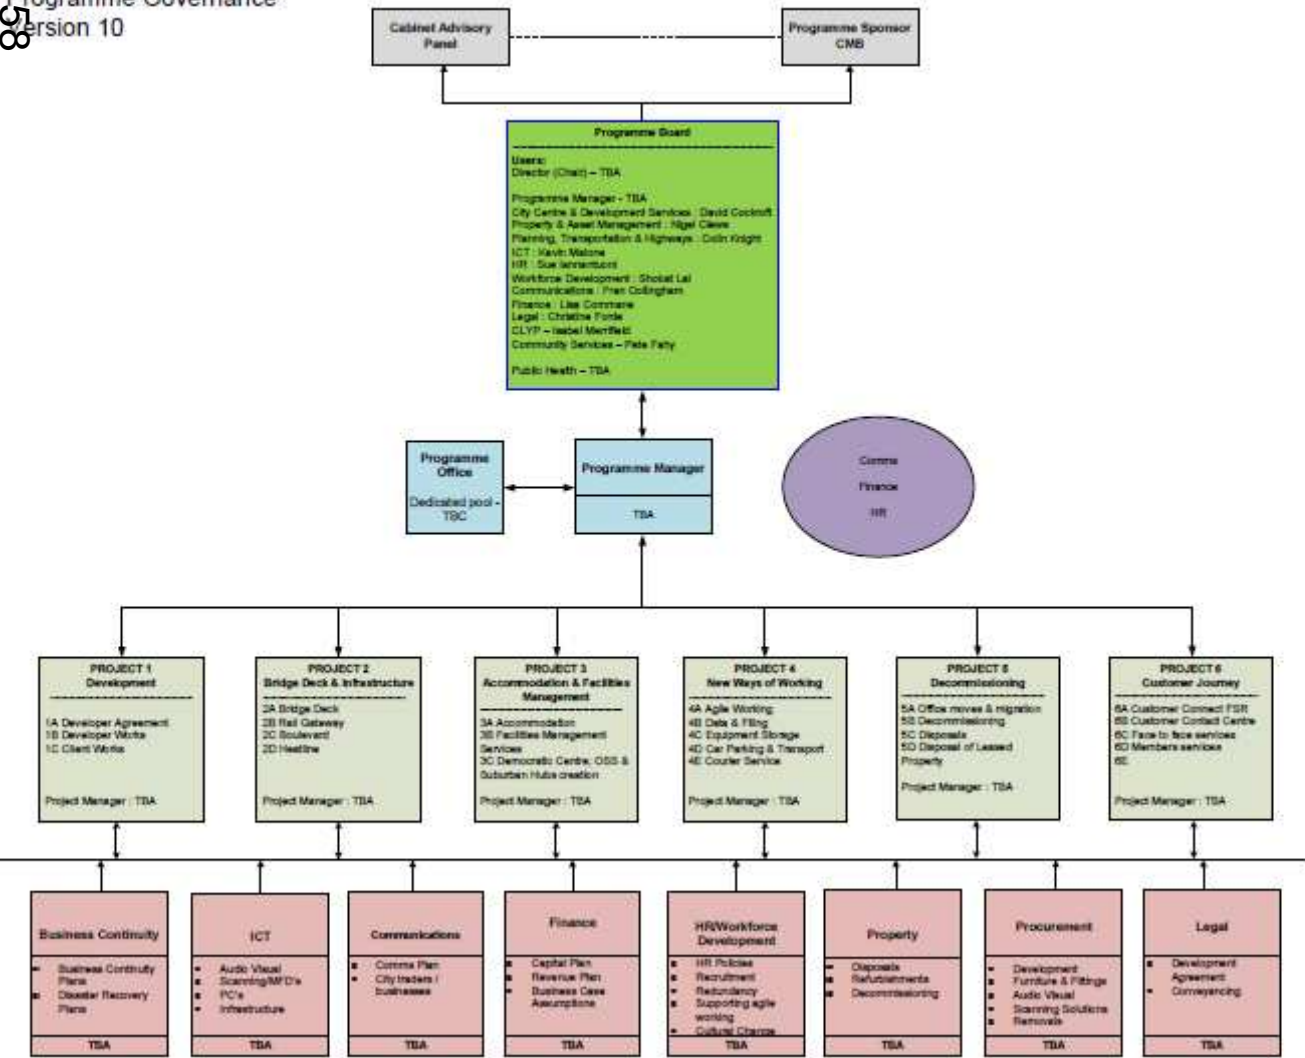 Programme Governance
Version 10
58
Cabinet Advisory
Panel
Programme Sponsor
CMB
Programme Board
Users:
Director (Chair) – TBA
Programme Manager - TBA
City Centre & Development Services : David Cockroft
Property & Asset Management : Nigel Clews
Planning, Transportation & Highways : Colin Knight
ICT : Kevin Malone
HR : Sue Iannantuoni
Workforce Development : Shokat Lal
Communications : Fran Collingham
Finance : Lisa Commane
Legal : Christine Forde
CLYP – Isabel Merrifield
Community Services – Pete Fahy
Public Health – TBA
Programme
Office
Dedicated pool -
TBC
Programme Manager
TBA
Comms
Finance
HR
PROJECT 1
Development
1A Developer Agreement
1B Developer Works
1C Client Works
Project Manager : TBA
PROJECT 2
Bridge Deck & Infrastructure
2A Bridge Deck
2B Rail Gateway
2C Boulevard
2D Heatline
Project Manager : TBA
PROJECT 3
Accommodation & Facilities
Management
3A Accommodation
3B Facilities Management
Services
3C Democratic Centre, OSS &
Suburban Hubs creation
Project Manager : TBA
PROJECT 4
New Ways of Working
4A Agile Working
4B Data & Filing
4C Equipment Storage
4D Car Parking & Transport
4E Courier Service
Project Manager : TBA
PROJECT 5
Decommissioning
5A Office moves & migration
5B Decommissioning
5C Disposals
5D Disposal of Leased
Property
Project Manager : TBA
PROJECT 6
Customer Journey
6A Customer Connect FSR
6B Customer Contact Centre
6C Face to face services
6D Members services
6E
Project Manager : TBA
Business Continuity
Business Continuity
Plans
Disaster Recovery
Plans
TBA
ICT
Audio Visual
Scanning/MFD's
PC's
Infrastructure
TBA
Communications
Comms Plan
City traders /
businesses
Finance
Capital Plan
Revenue Plan
Business Case
Assumptions
TBA
HR/Workforce
Development
HR Policies
Recruitment
Redundancy
Supporting agile
working
Cultural Change
TBA
Property
Disposals
Refurbishments
Decommissioning
TBA
Procurement
Development
Furniture & Fittings
Audio Visual
Scanning Solutions
Removals
TBA
Legal
Development
Agreement
Conveyancing
TBA